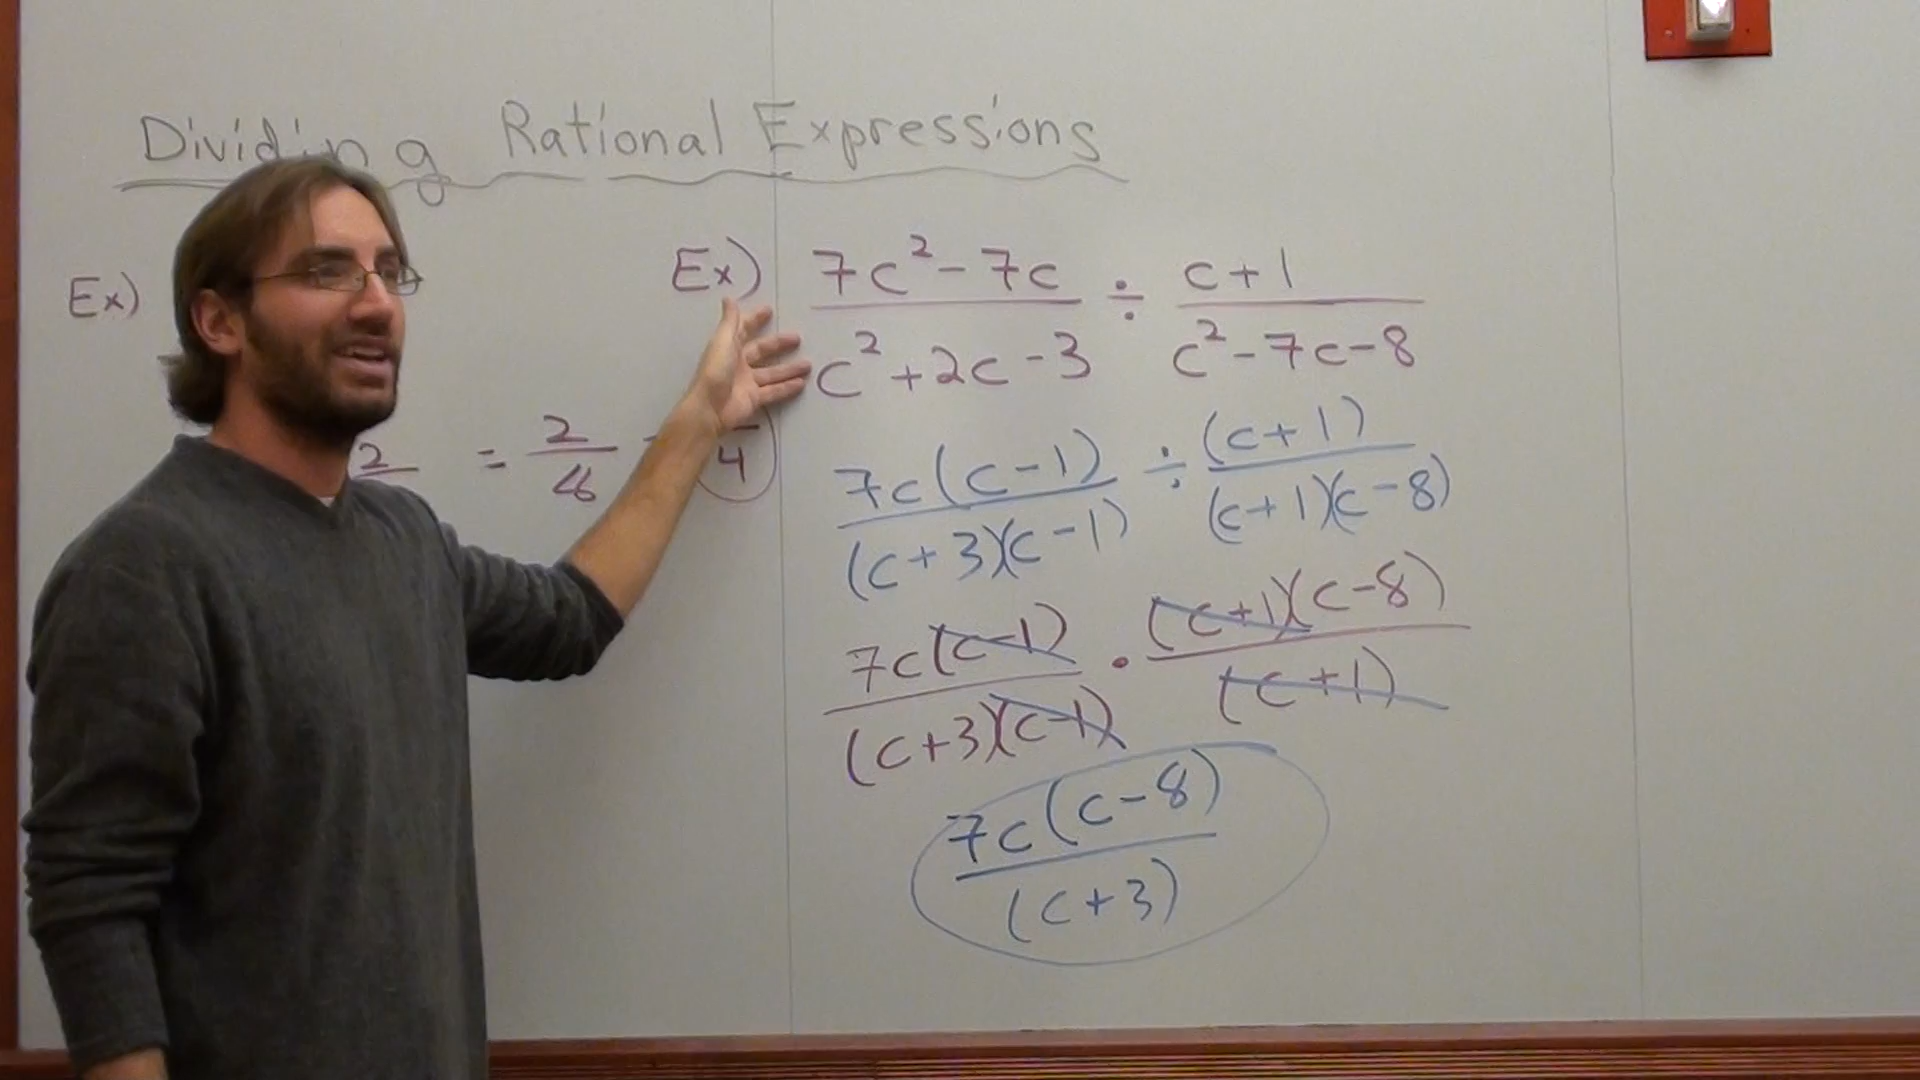 Dividing Rational Expressions
Ex)
2 = 2/8 = /4
Ex) 7c² - 7c / c² + 2c - 3 ÷ c + 1 / c² - 7c - 8
7c(c - 1) / (c + 3)(c - 1) ÷ (c + 1) / (c + 1)(c - 8)
7c(c - 1) / (c + 3)(c - 1) • (c + 1)(c - 8) / (c + 1)
7c(c - 8) / (c + 3)